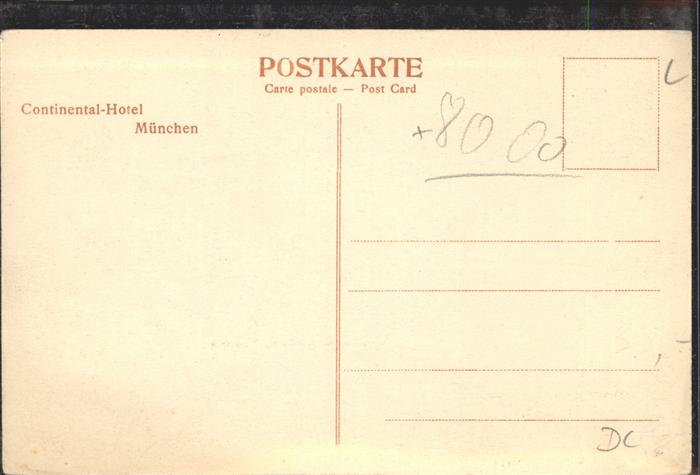 POSTKARTE
Carte postale — Post Card
Continental-Hotel
München
+80 00
L
,-
DC